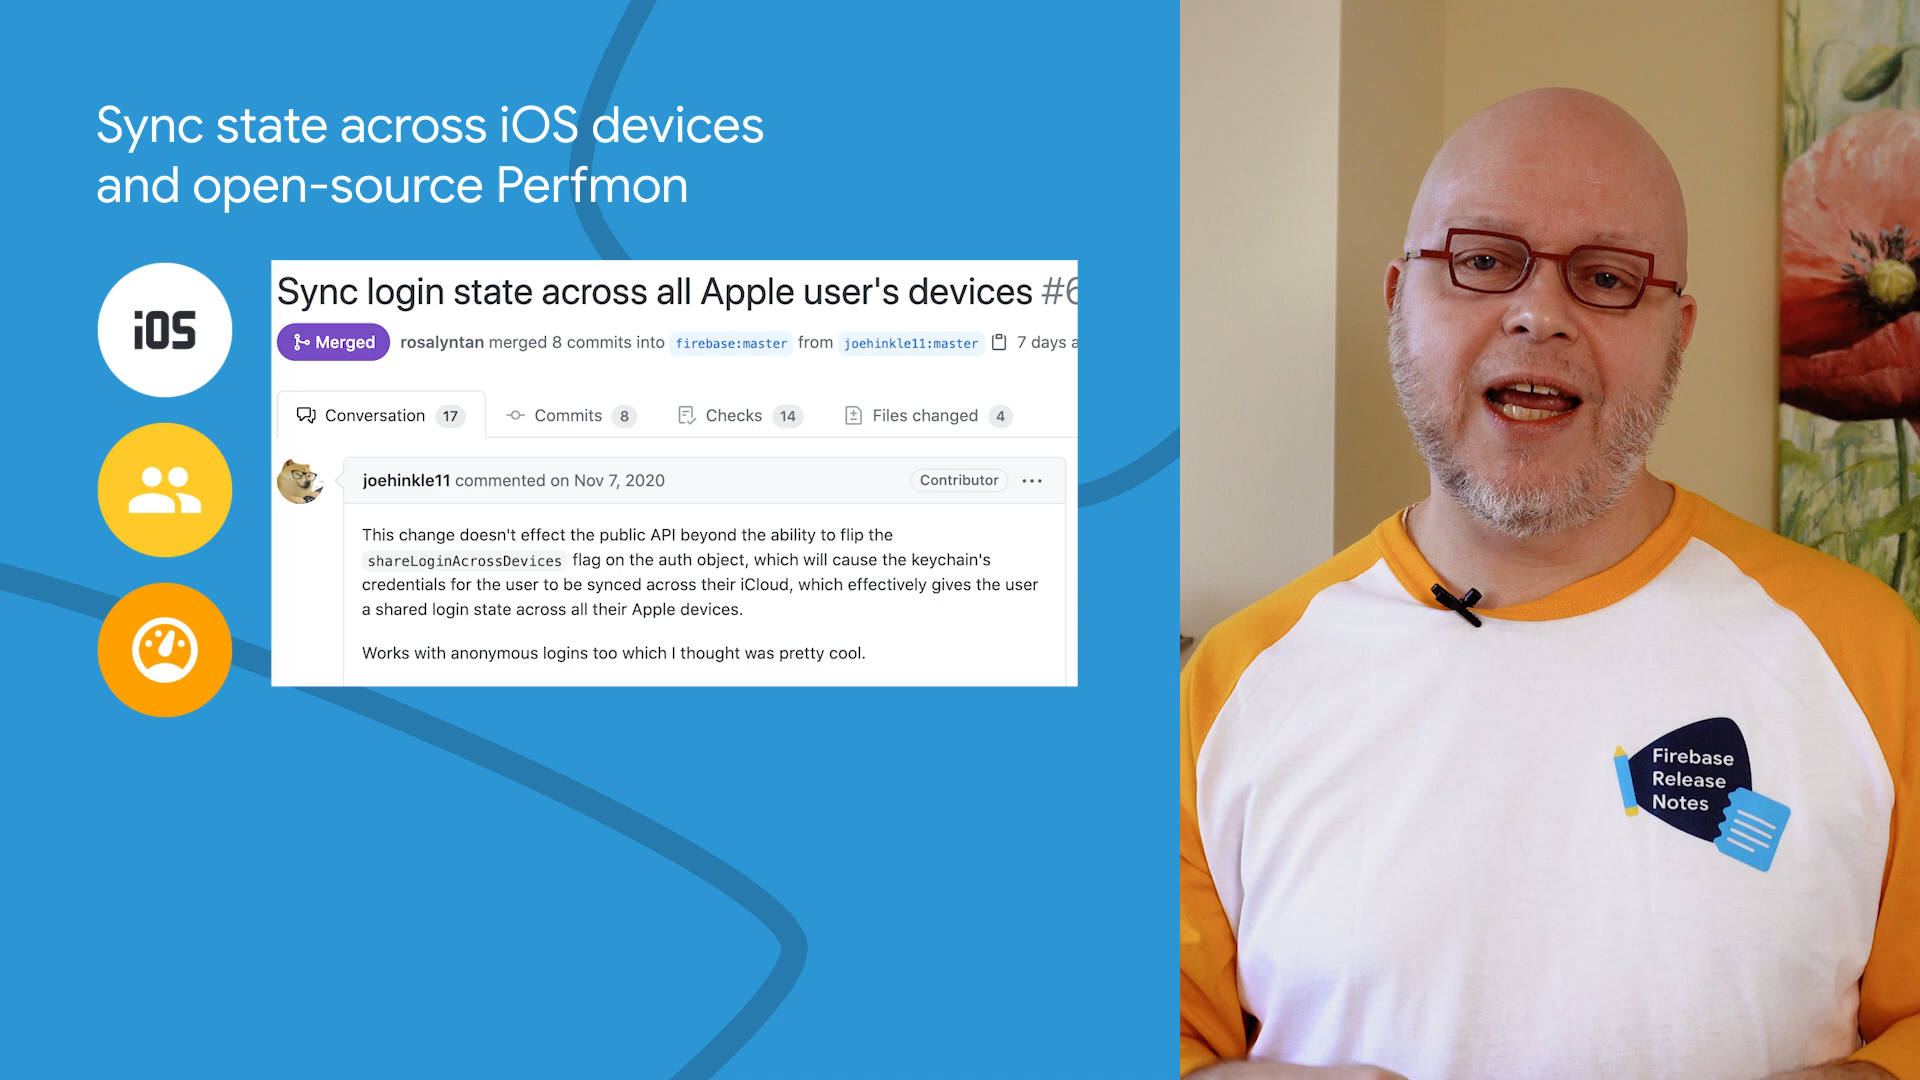 Sync state across iOS devices
and open-source Perfmon
iOS
Sync login state across all Apple user's devices #6
Merged rosalyntan merged 8 commits into firebase:master from joehinkle11:master 7 days a
Conversation 17 Commits 8 Checks 14 Files changed 4
joehinkle11 commented on Nov 7, 2020 Contributor ...
This change doesn't effect the public API beyond the ability to flip the
shareLoginAcrossDevices flag on the auth object, which will cause the keychain's
credentials for the user to be synced across their iCloud, which effectively gives the user
a shared login state across all their Apple devices.
Works with anonymous logins too which I thought was pretty cool.
Firebase
Release
Notes